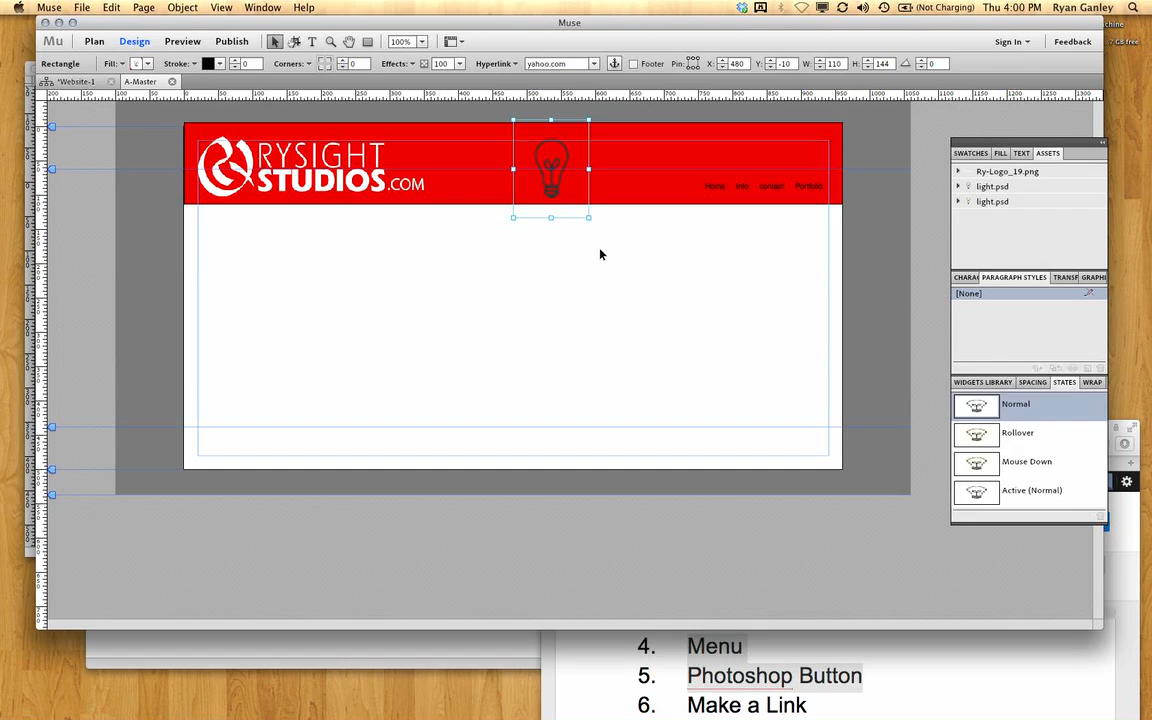 Muse File Edit Page Object View Window Help (Not Charging) Thu 4:00 PM Ryan Ganley
Muse
Mu Plan Design Preview Publish 100% Sign In Feedback
Rectangle Fill: Stroke: 0 Corners: 0 Effects: 100 Hyperlink yahoo.com Footer Pin: X: 480 Y: -10 W: 110 H: 144 0
*Website-1 A-Master
RYSIGHT
STUDIOS.COM
Home Info contact Portfolio
SWATCHES FILL TEXT ASSETS
Ry-Logo_19.png
light.psd
light.psd
CHARAC PARAGRAPH STYLES TRANSF GRAPHI
[None]
WIDGETS LIBRARY SPACING STATES WRAP
Normal
Rollover
Mouse Down
Active (Normal)
4. Menu
5. Photoshop Button
6. Make a Link